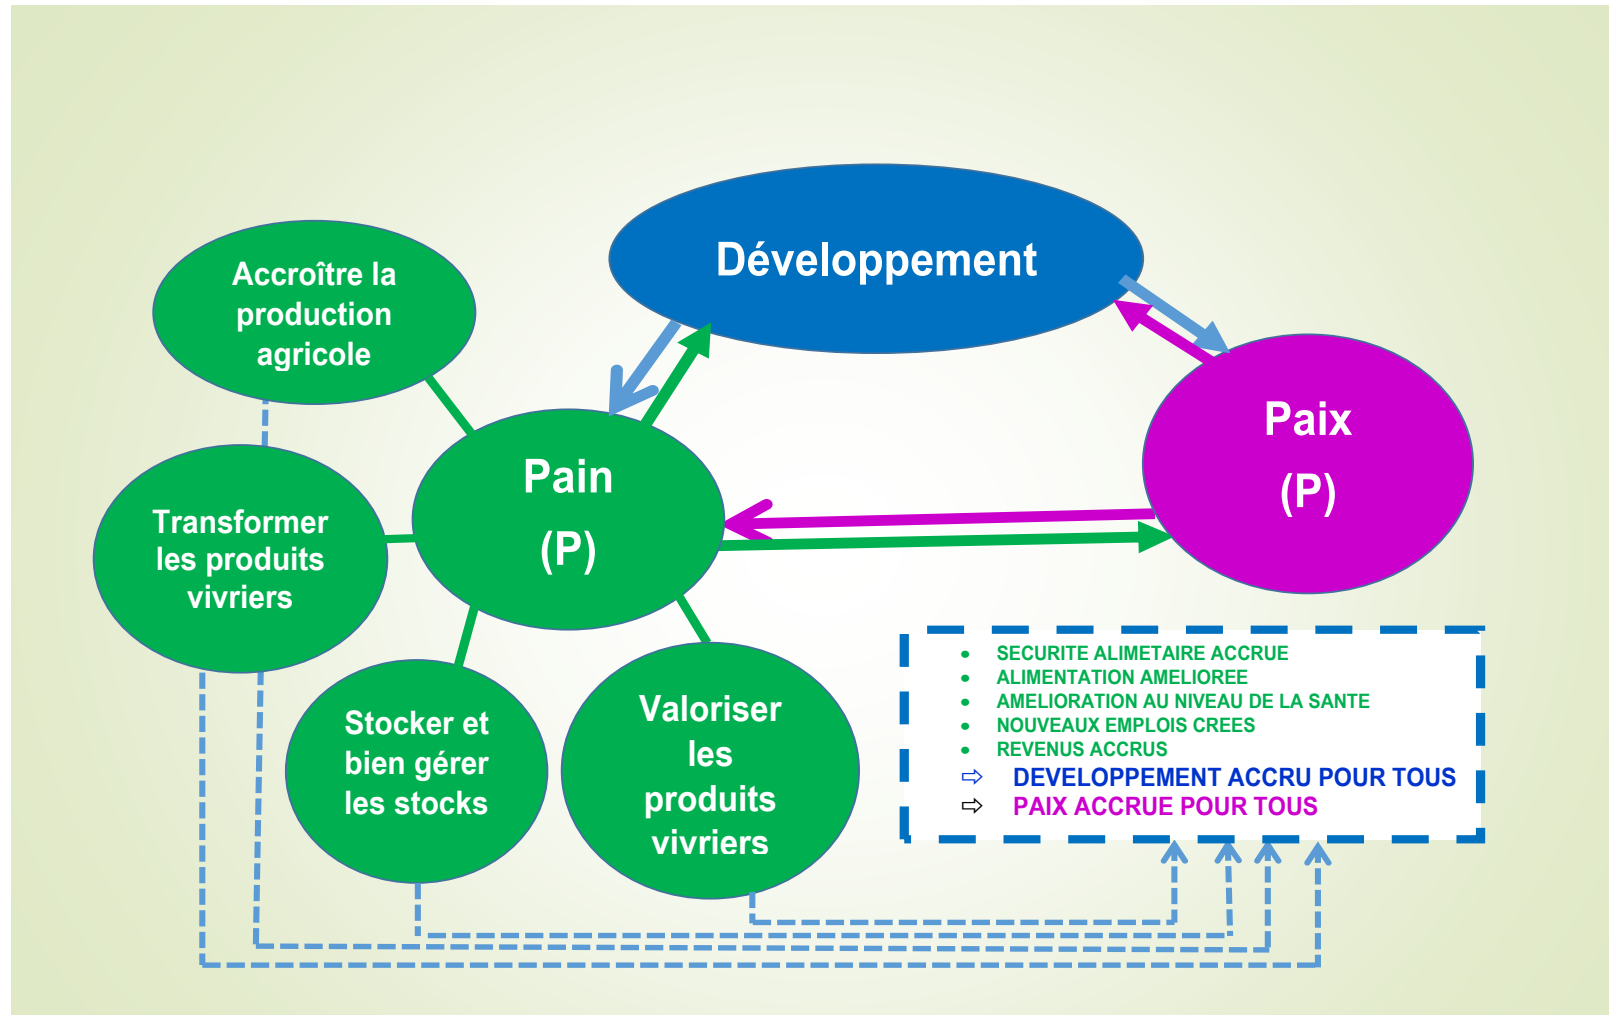 Développement
Accroître la
production
agricole
Paix
(P)
Pain
(P)
Transformer
les produits
vivriers
Stocker et
bien gérer
les stocks
Valoriser
les
produits
vivriers
• SECURITE ALIMETAIRE ACCRUE
• ALIMENTATION AMELIOREE
• AMELIORATION AU NIVEAU DE LA SANTE
• NOUVEAUX EMPLOIS CREES
• REVENUS ACCRUS
⇨ DEVELOPPEMENT ACCRU POUR TOUS
⇨ PAIX ACCRUE POUR TOUS